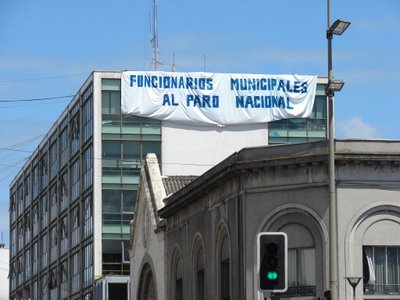 FUNCIONARIOS MUNICIPALES
AL PARO NACIONAL